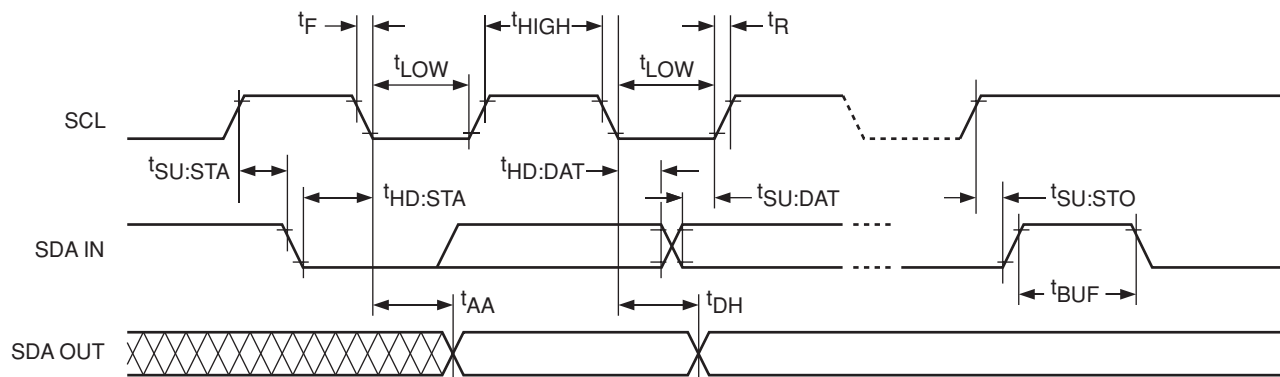 tF
tHIGH
tR
tLOW
tLOW
SCL
tSU:STA
tHD:STA
tHD:DAT
tSU:DAT
tSU:STO
SDA IN
tBUF
tAA
tDH
SDA OUT